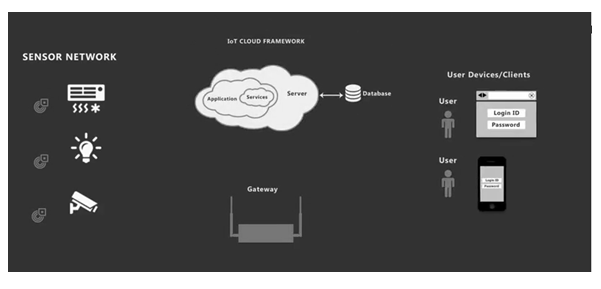 IoT CLOUD FRAMEWORK
SENSOR NETWORK
Application
Services
Server
Database
User Devices/Clients
User
Login ID
Password
User
Login ID
Password
Gateway